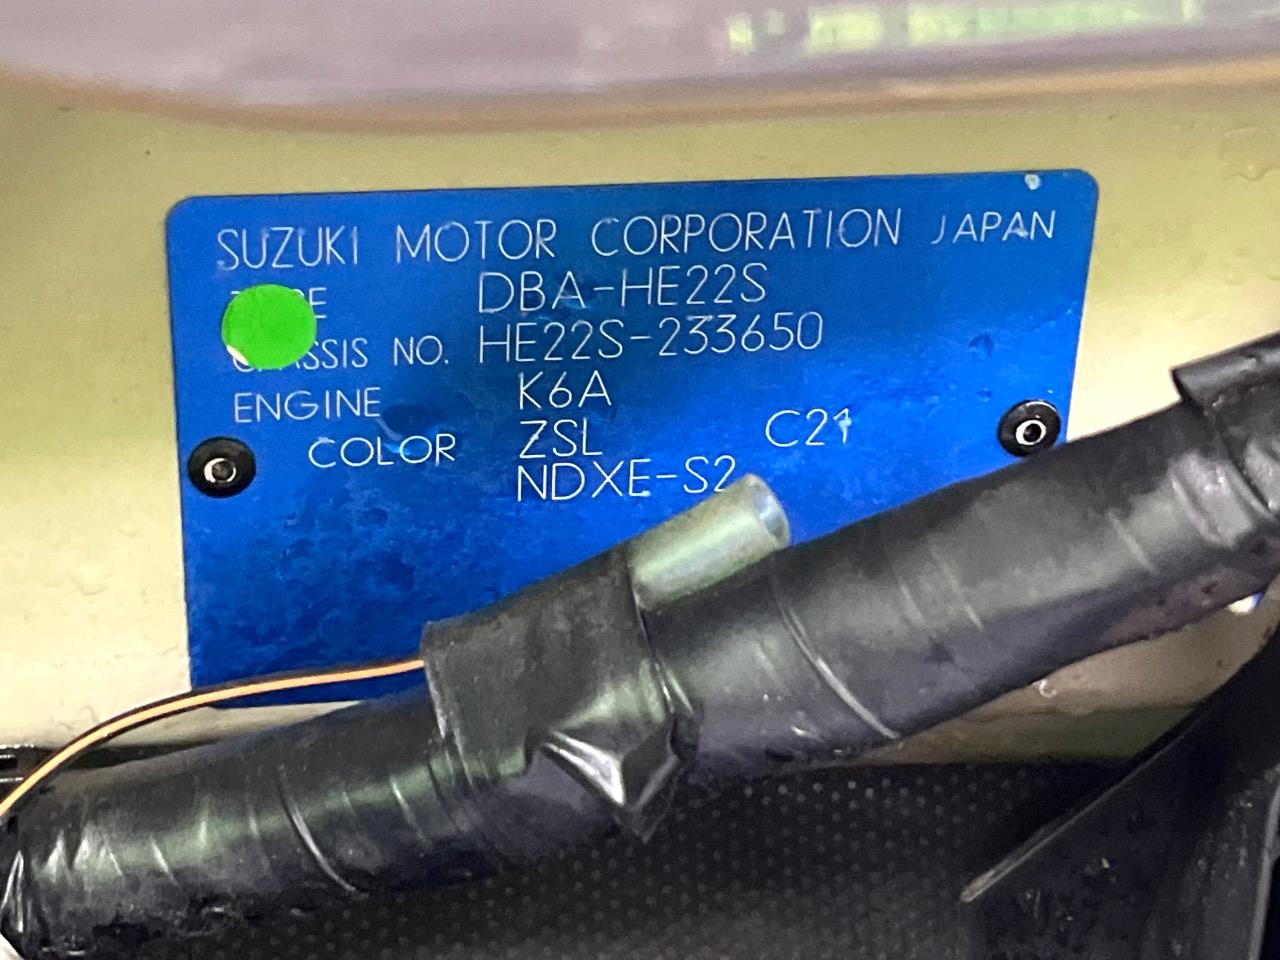 SUZUKI MOTOR CORPORATION JAPAN
DBA-HE22S
NO. HE22S-233650
ENGINE K6A
COLOR ZSL C21
NDXE-S2